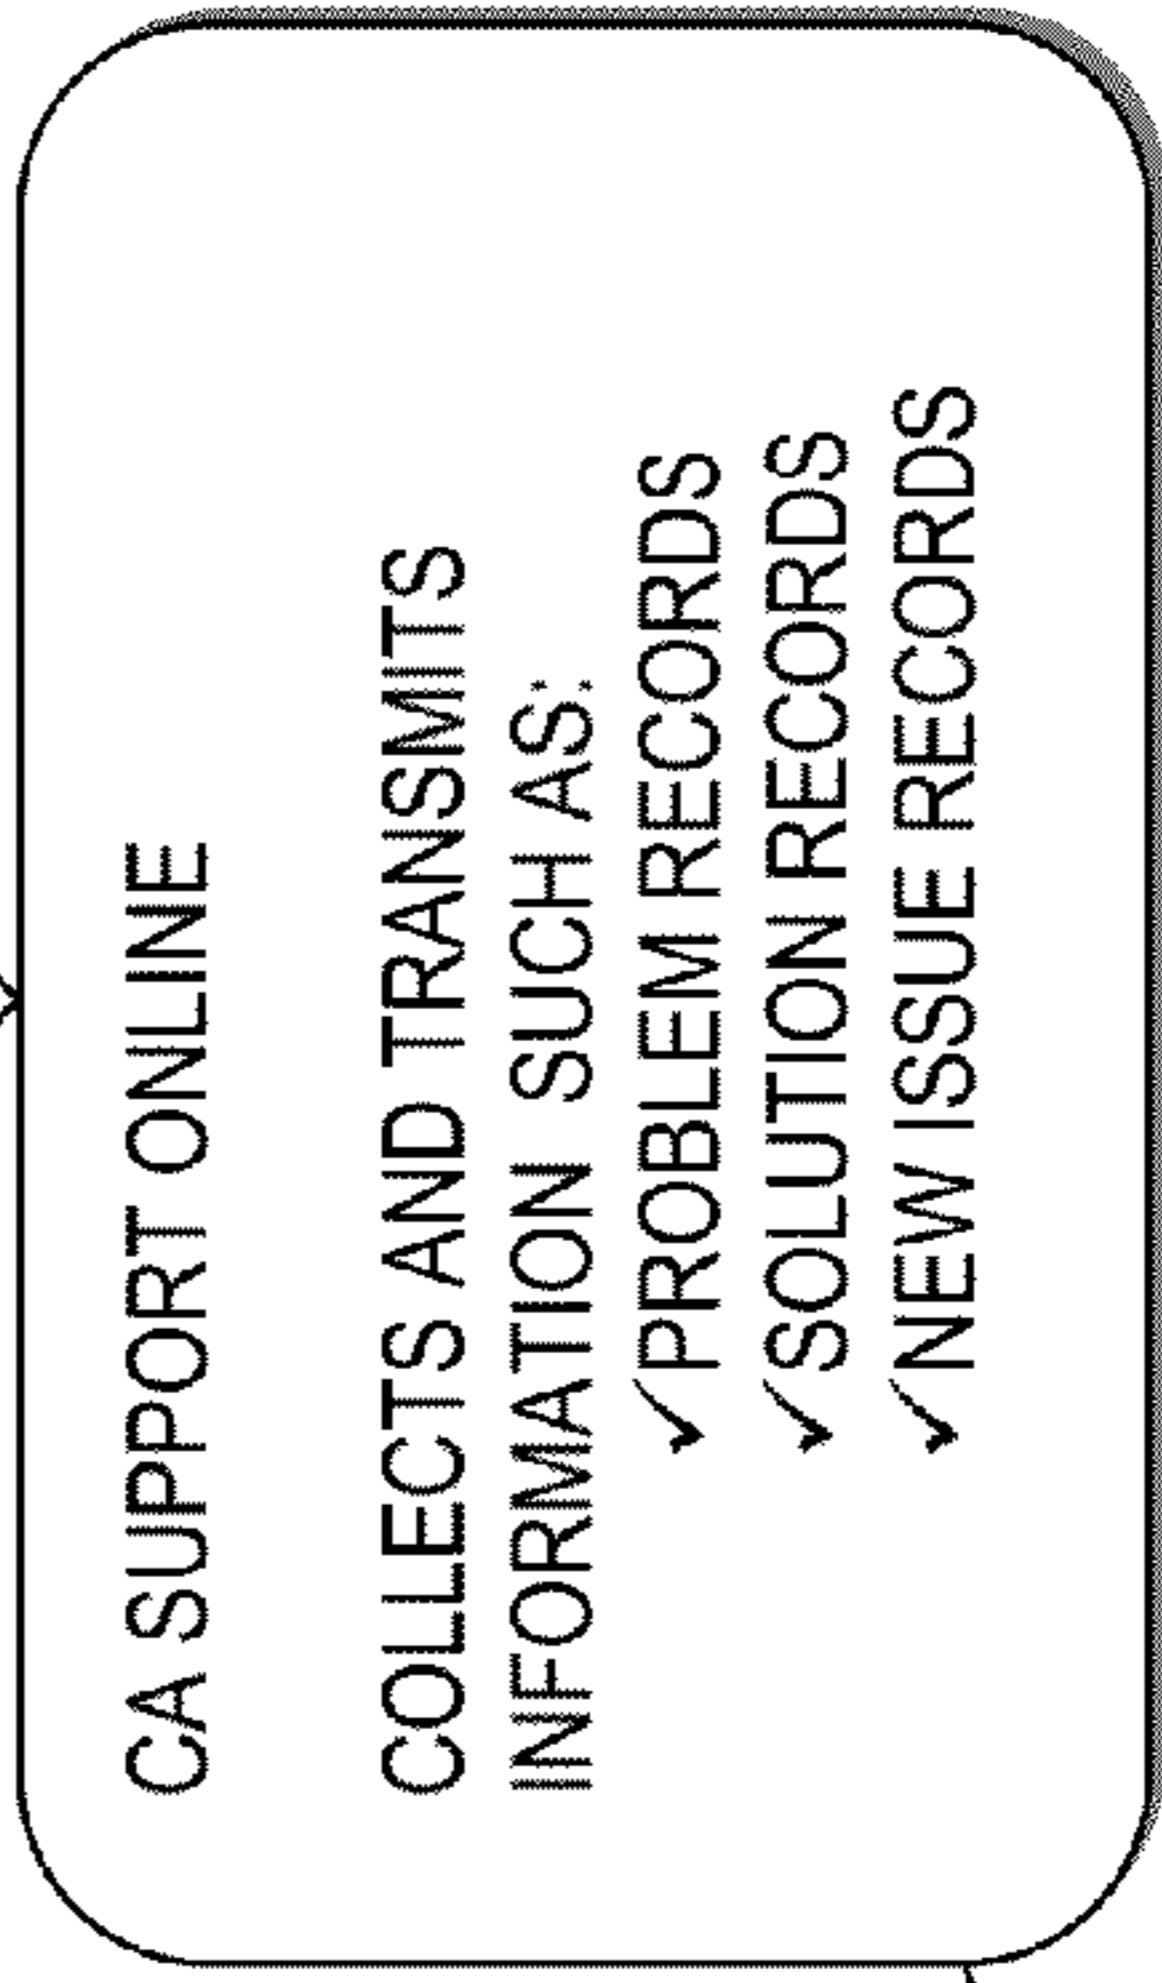 CA SUPPORT ONLINE
COLLECTS AND TRANSMITS
INFORMATION SUCH AS:
✓PROBLEM RECORDS
✓SOLUTION RECORDS
✓NEW ISSUE RECORDS